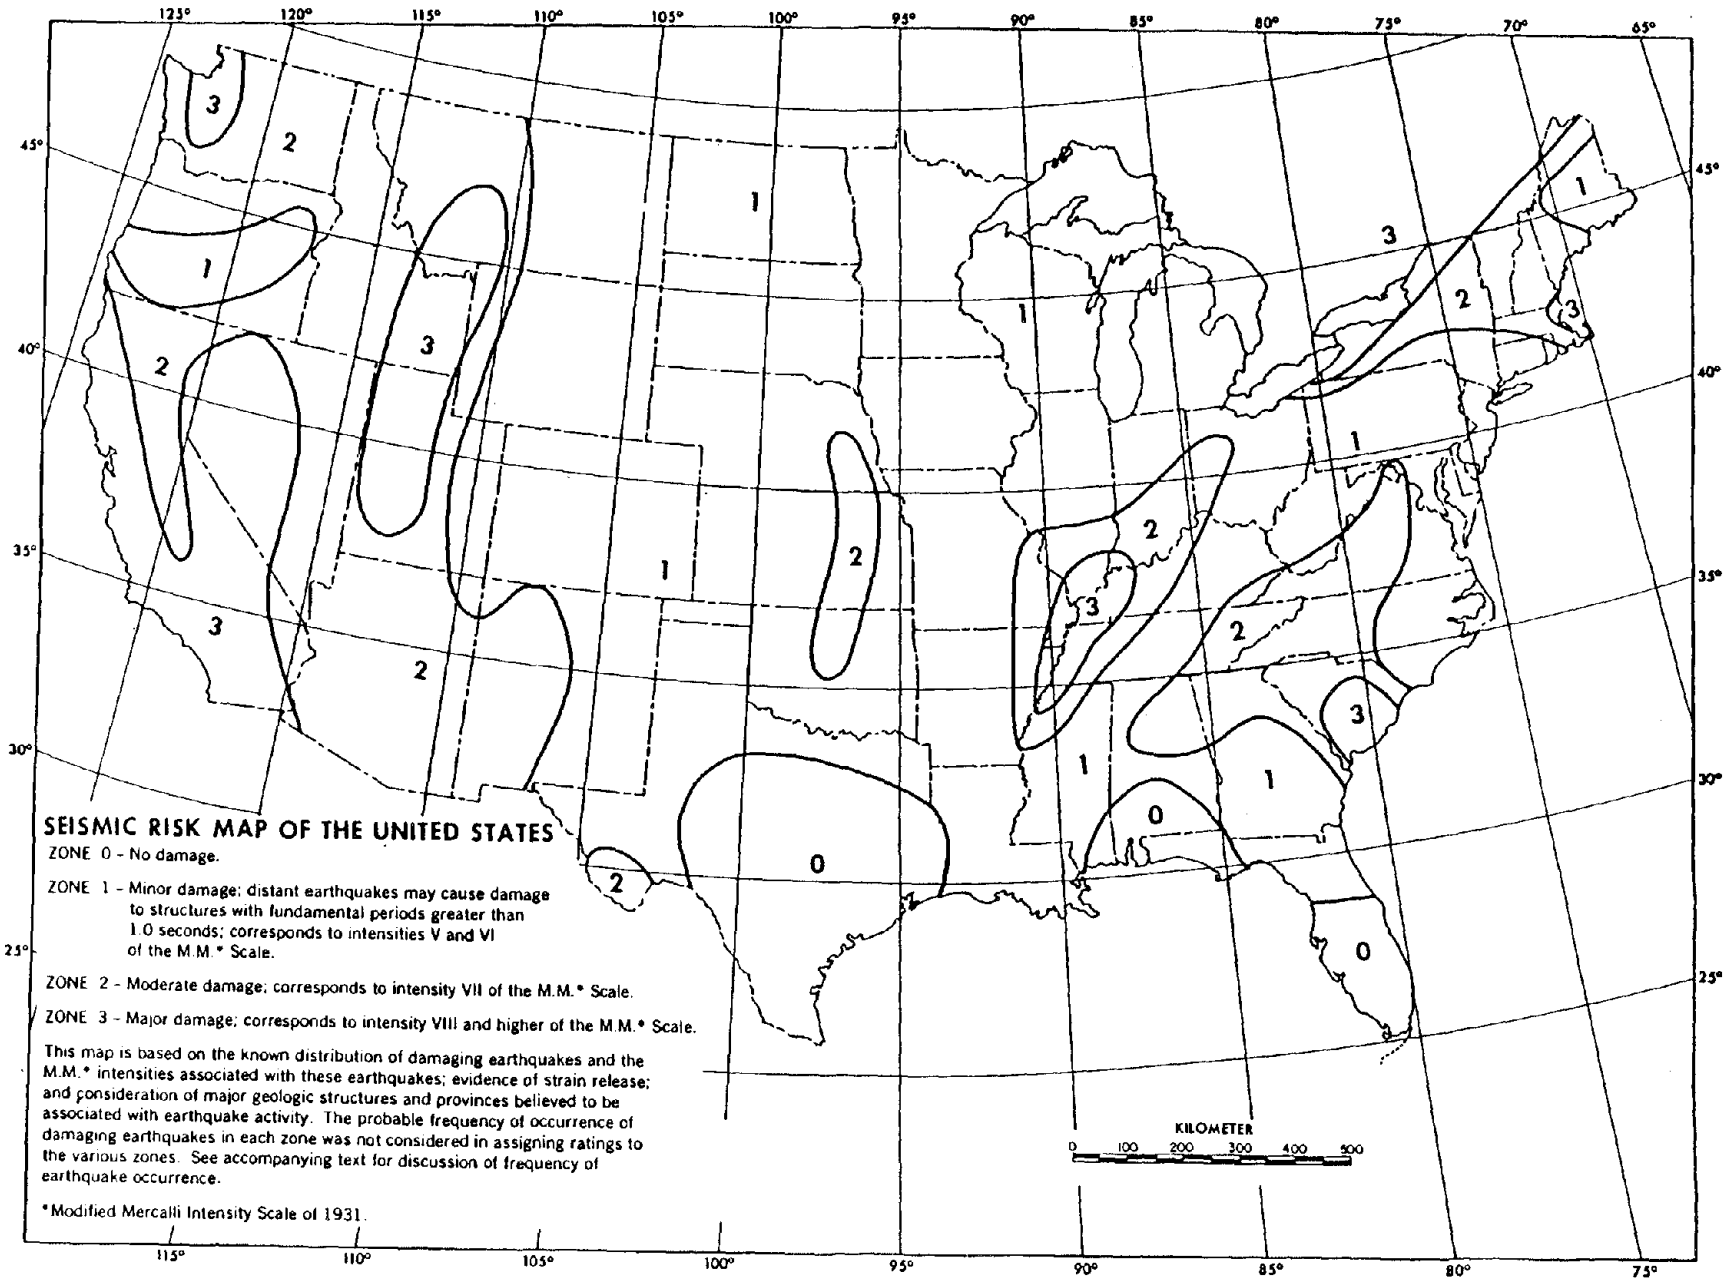 125° 120° 115° 110° 105° 100° 95° 90° 85° 80° 75° 70° 65°
45° 45°
40° 40°
35° 35°
30° 30°
25° 25°
3
2
1
1
3
1
3
2
3
1
1
2
3
2
1
2
2
1
3
2
3
2
3
1
1
0
0
2
0
SEISMIC RISK MAP OF THE UNITED STATES
ZONE 0 - No damage.
ZONE 1 - Minor damage; distant earthquakes may cause damage
to structures with fundamental periods greater than
1.0 seconds; corresponds to intensities V and VI
of the M.M.* Scale.
ZONE 2 - Moderate damage; corresponds to intensity VII of the M.M.* Scale.
ZONE 3 - Major damage; corresponds to intensity VIII and higher of the M.M.* Scale.
This map is based on the known distribution of damaging earthquakes and the
M.M.* intensities associated with these earthquakes; evidence of strain release;
and consideration of major geologic structures and provinces believed to be
associated with earthquake activity. The probable frequency of occurrence of
damaging earthquakes in each zone was not considered in assigning ratings to
the various zones. See accompanying text for discussion of frequency of
earthquake occurrence.
*Modified Mercalli Intensity Scale of 1931.
KILOMETER
0 100 200 300 400 500
115° 110° 105° 100° 95° 90° 85° 80° 75°